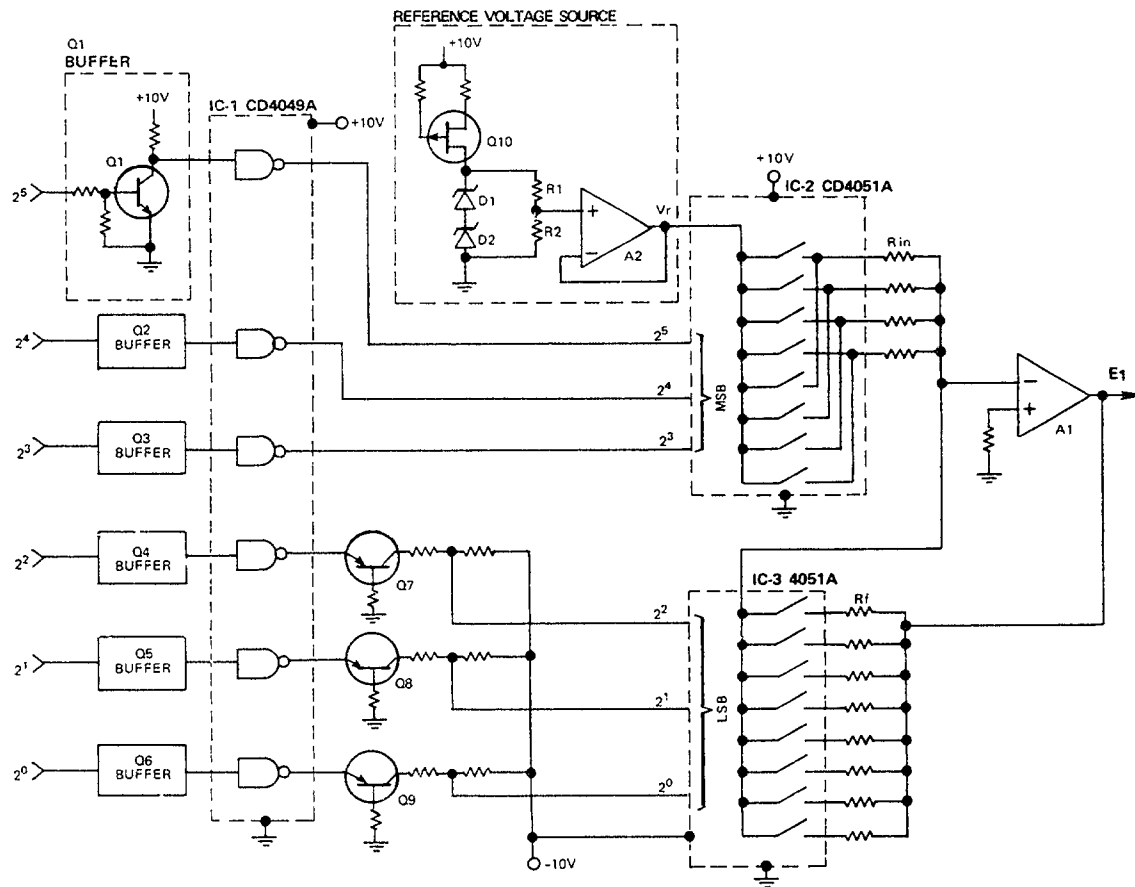 REFERENCE VOLTAGE SOURCE
Q1
BUFFER
+10V
IC-1 CD4049A
+10V
Q1
2⁵
+10V
Q10
D1
D2
R1
R2
+
−
A2
Vr
+10V
IC-2 CD4051A
Rin
2⁴
Q2
BUFFER
2³
Q3
BUFFER
2⁵
2⁴
2³
MSB
−
+
A1
E1
2²
Q4
BUFFER
Q7
2¹
Q5
BUFFER
Q8
2⁰
Q6
BUFFER
Q9
IC-3 4051A
Rf
2²
2¹
2⁰
LSB
-10V